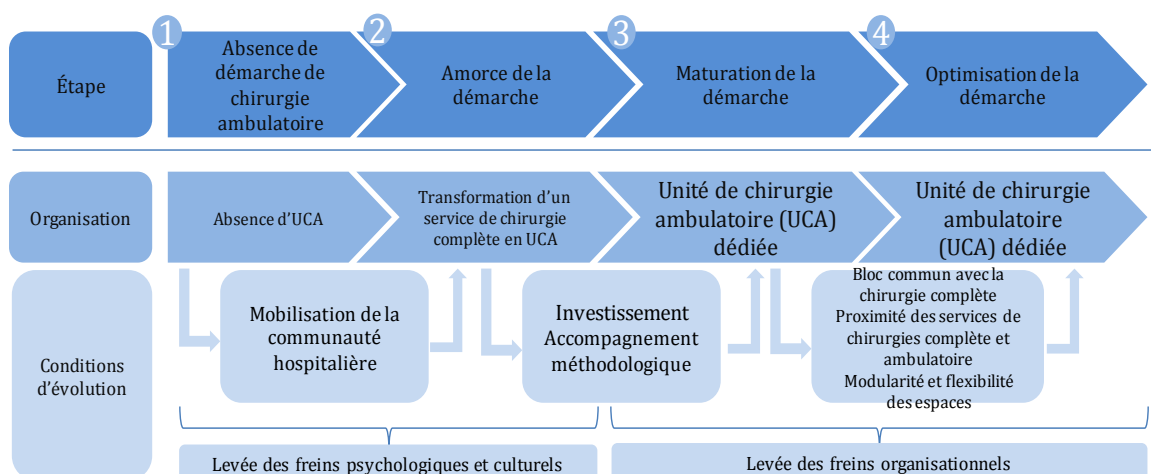 1
2
3
4
Étape
Absence de
démarche de
chirurgie
ambulatoire
Amorce de la
démarche
Maturation de la
démarche
Optimisation de la
démarche
Organisation
Absence d'UCA
Transformation d'un
service de chirurgie
complète en UCA
Unité de chirurgie
ambulatoire (UCA)
dédiée
Unité de chirurgie
ambulatoire
(UCA) dédiée
Conditions
d'évolution
Mobilisation de la
communauté
hospitalière
Investissement
Accompagnement
méthodologique
Bloc commun avec la
chirurgie complète
Proximité des services de
chirurgies complète et
ambulatoire
Modularité et flexibilité
des espaces
Levée des freins psychologiques et culturels
Levée des freins organisationnels